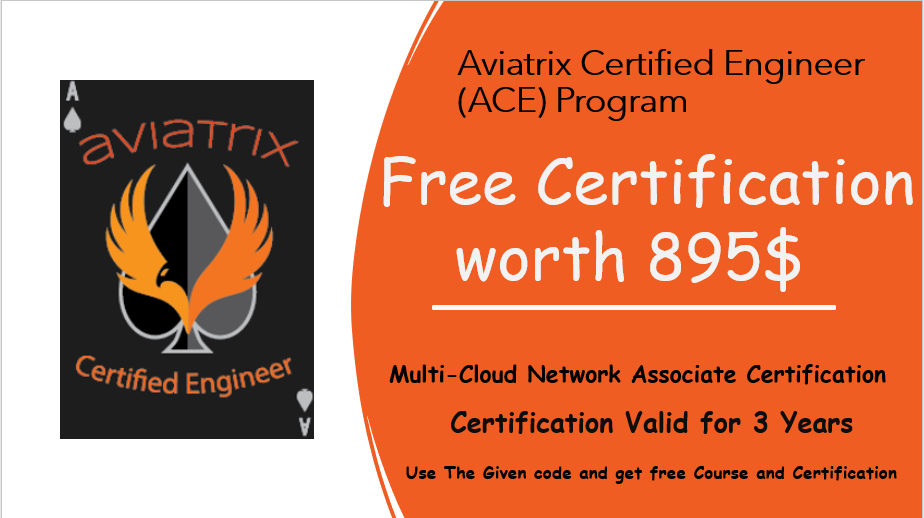 A
aviatrix
Certified Engineer
A
Aviatrix Certified Engineer
(ACE) Program
Free Certification
worth 895$
Multi-Cloud Network Associate Certification
Certification Valid for 3 Years
Use The Given code and get free Course and Certification